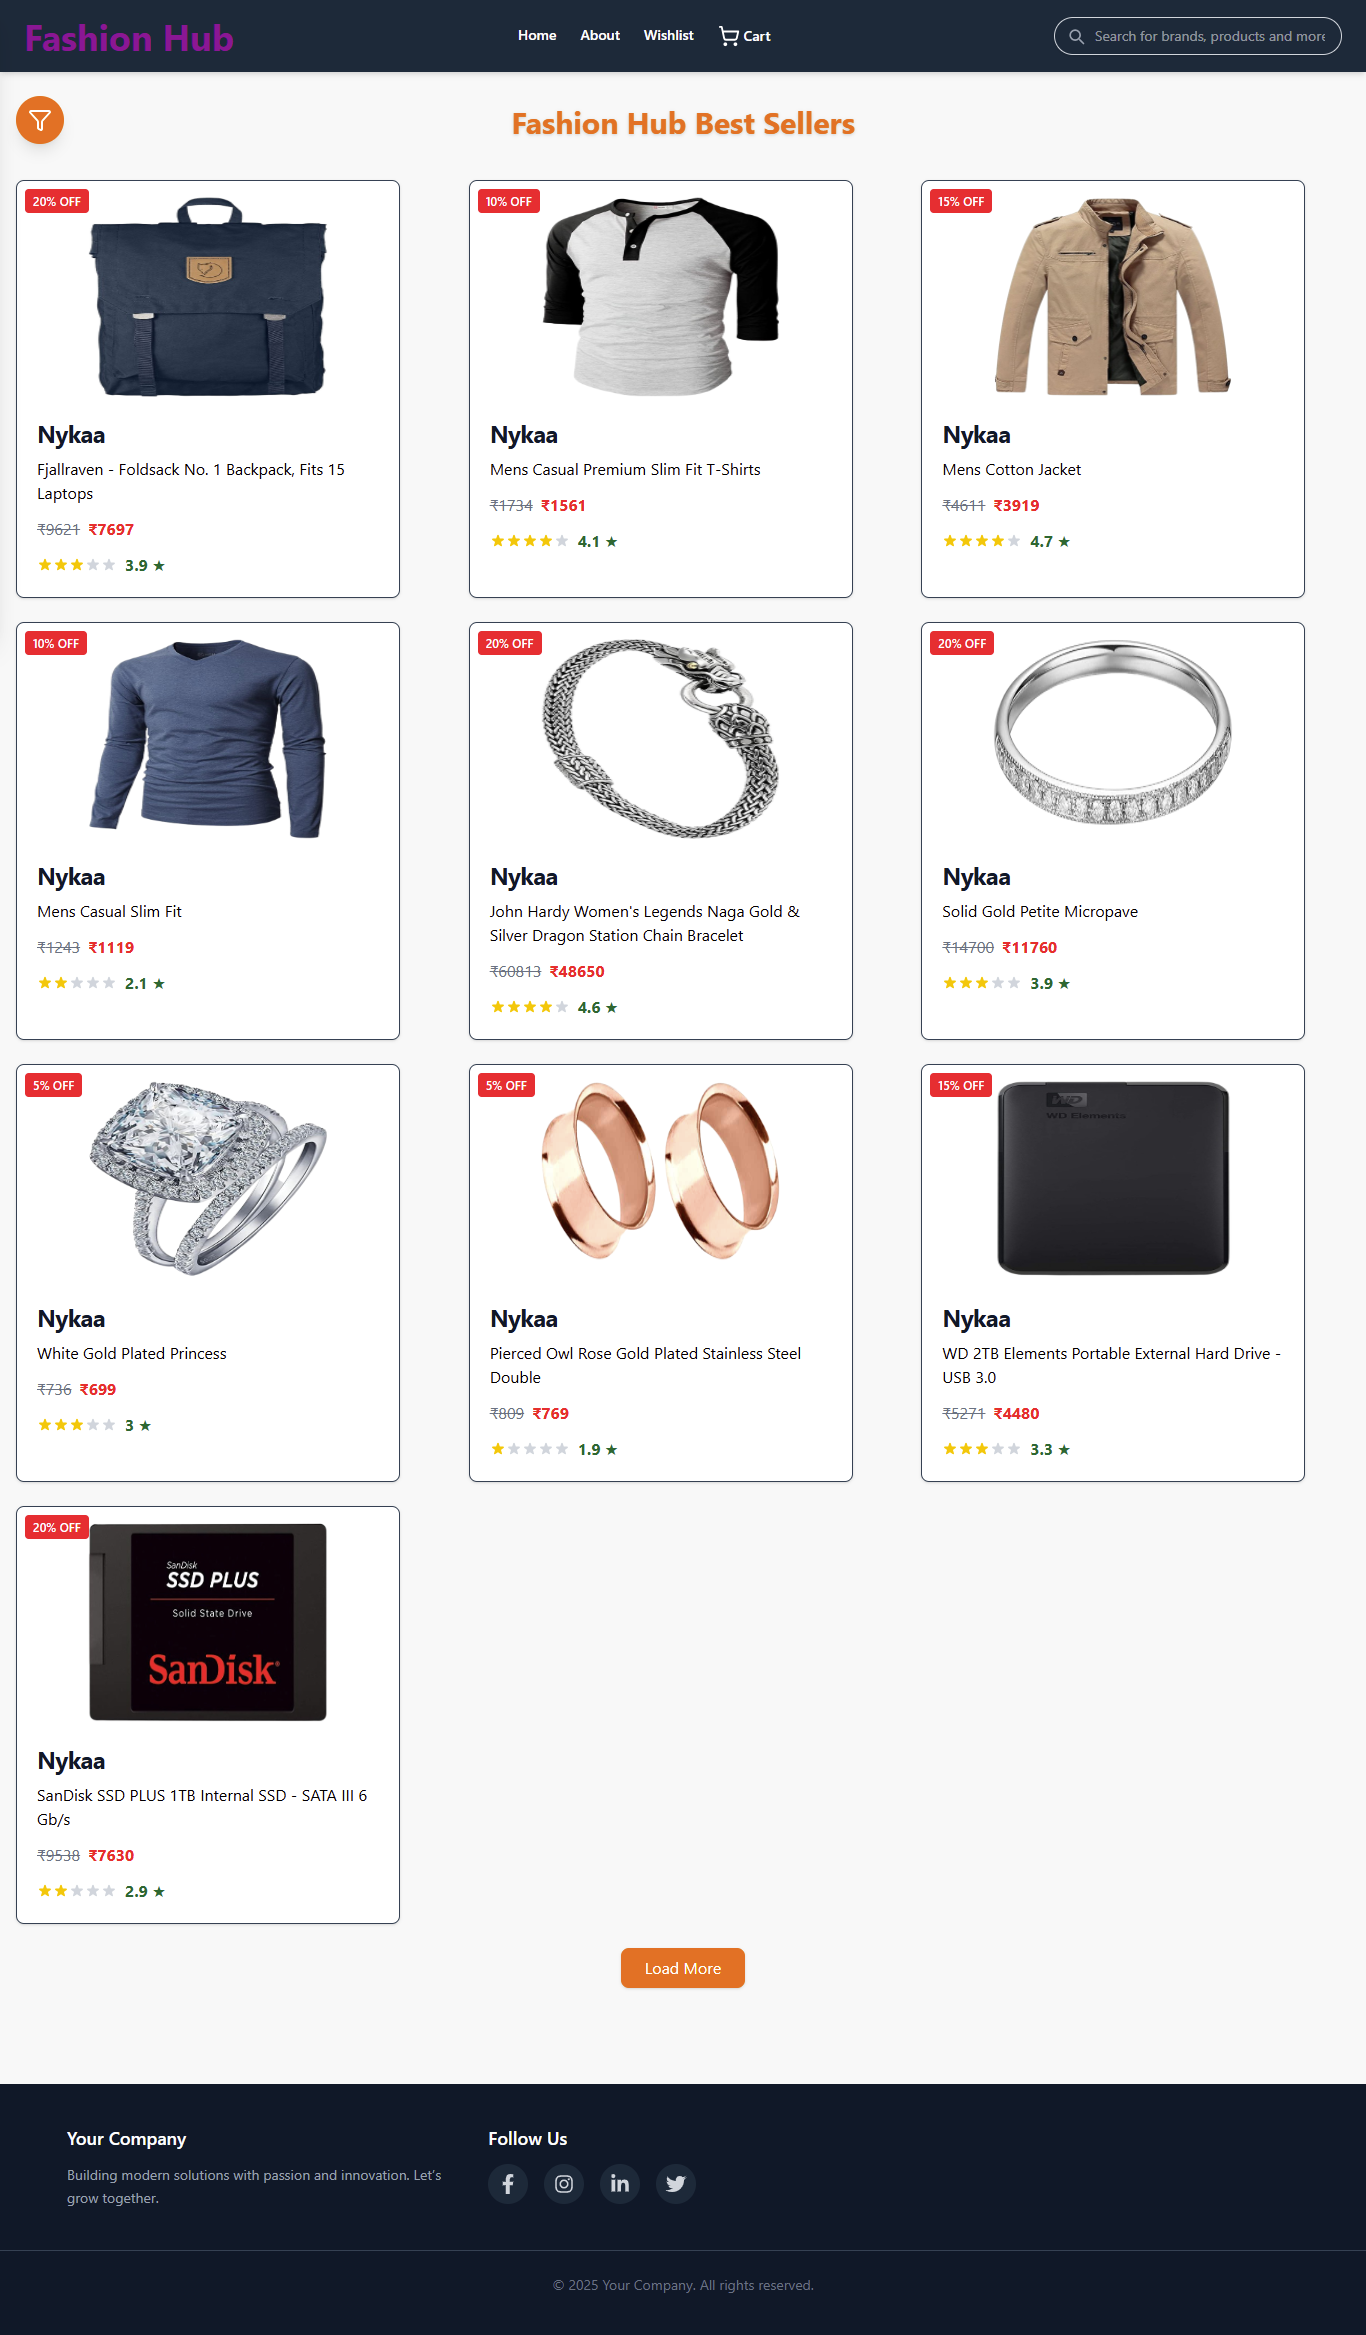 Fashion Hub
Home
About
Wishlist
Cart
Search for brands, products and more
Fashion Hub Best Sellers
20% OFF
Nykaa
Fjallraven - Foldsack No. 1 Backpack, Fits 15
Laptops
₹9621 ₹7697
3.9 ★
10% OFF
Nykaa
Mens Casual Premium Slim Fit T-Shirts
₹1734 ₹1561
4.1 ★
15% OFF
Nykaa
Mens Cotton Jacket
₹4611 ₹3919
4.7 ★
10% OFF
Nykaa
Mens Casual Slim Fit
₹1243 ₹1119
2.1 ★
20% OFF
Nykaa
John Hardy Women's Legends Naga Gold &
Silver Dragon Station Chain Bracelet
₹60813 ₹48650
4.6 ★
20% OFF
Nykaa
Solid Gold Petite Micropave
₹14700 ₹11760
3.9 ★
5% OFF
Nykaa
White Gold Plated Princess
₹736 ₹699
3 ★
5% OFF
Nykaa
Pierced Owl Rose Gold Plated Stainless Steel
Double
₹809 ₹769
1.9 ★
15% OFF
WD
WD Elements
Nykaa
WD 2TB Elements Portable External Hard Drive -
USB 3.0
₹5271 ₹4480
3.3 ★
20% OFF
SanDisk
SSD PLUS
Solid State Drive
SanDisk®
Nykaa
SanDisk SSD PLUS 1TB Internal SSD - SATA III 6
Gb/s
₹9538 ₹7630
2.9 ★
Load More
Your Company
Building modern solutions with passion and innovation. Let's
grow together.
Follow Us
© 2025 Your Company. All rights reserved.